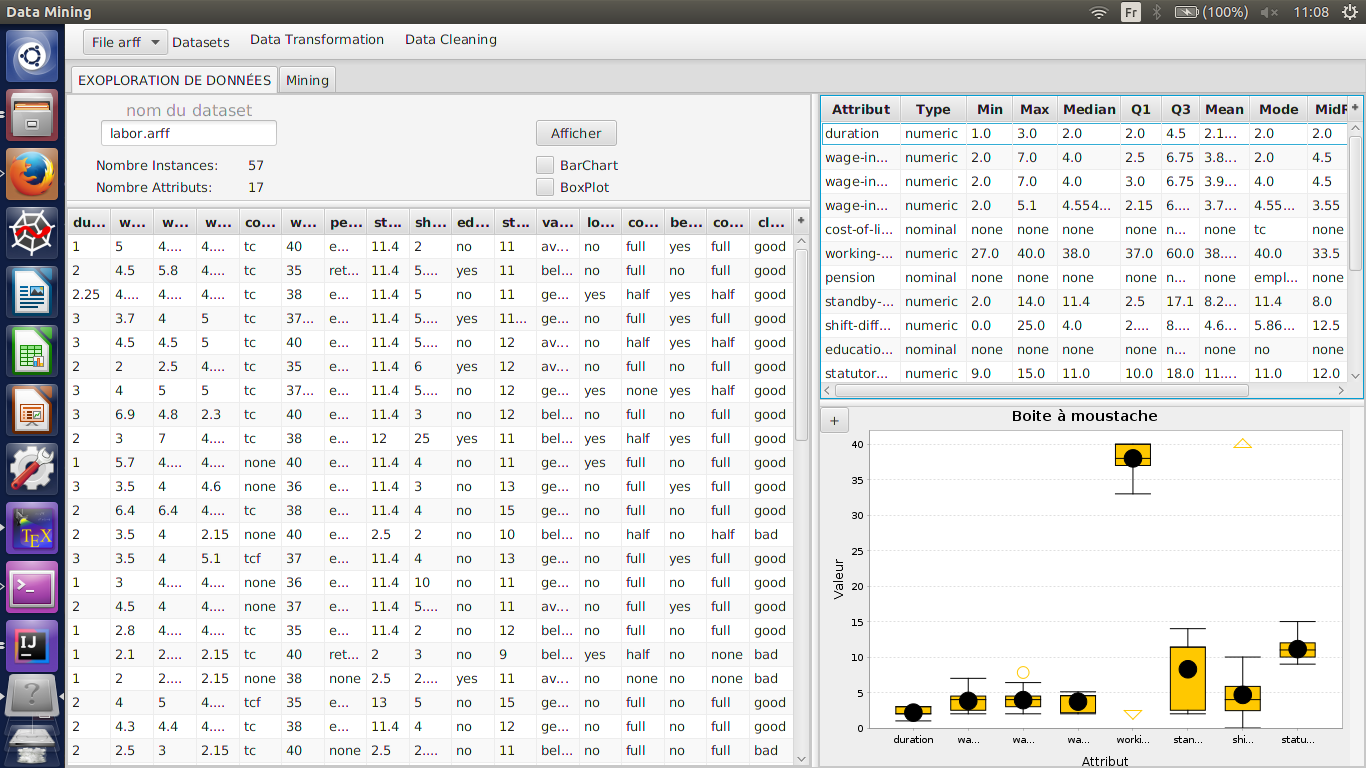 Data Mining Fr (100%) 11:08
File arff Datasets Data Transformation Data Cleaning
EXOPLORATION DE DONNÉES Mining
nom du dataset
labor.arff Afficher
Nombre Instances: 57 BarChart
Nombre Attributs: 17 BoxPlot
du... w... w... w... co... w... pe... st... sh... ed... st... va... lo... co... be... co... cl... +
1 5 4.... 4.... tc 40 e... 11.4 2 no 11 av... no full yes full good
2 4.5 5.8 4.... tc 35 ret... 11.4 5.... yes 11 bel... no full no full good
2.25 4.... 4.... 4.... tc 38 e... 11.4 5 no 11 ge... yes half yes half good
3 3.7 4 5 tc 37... e... 11.4 5.... yes 11... ge... no full yes full good
3 4.5 4.5 5 tc 40 e... 11.4 5.... no 12 av... no half yes half good
2 2 2.5 4.... tc 35 e... 11.4 6 yes 12 av... no full no full good
3 4 5 5 tc 37... e... 11.4 5.... no 12 ge... yes none yes half good
3 6.9 4.8 2.3 tc 40 e... 11.4 3 no 12 bel... no full no full good
2 3 7 4.... tc 38 e... 12 25 yes 11 bel... yes half yes full good
1 5.7 4.... 4.... none 40 e... 11.4 4 no 11 ge... yes full no full good
3 3.5 4 4.6 none 36 e... 11.4 3 no 13 ge... no full yes full good
2 6.4 6.4 4.... tc 38 e... 11.4 4 no 15 ge... no full no full good
2 3.5 4 2.15 none 40 e... 2.5 2 no 10 bel... no half no half bad
3 3.5 4 5.1 tcf 37 e... 11.4 4 no 13 ge... no full yes full good
1 3 4.... 4.... none 36 e... 11.4 10 no 11 ge... no full no full good
2 4.5 4 4.... none 37 e... 11.4 5.... no 11 av... no full yes full good
1 2.8 4.... 4.... tc 35 e... 11.4 2 no 12 bel... no full no full good
1 2.1 2.... 2.15 tc 40 ret... 2 3 no 9 bel... yes half no none bad
1 2 2.... 2.15 none 38 none 2.5 2.... yes 11 av... no none no none bad
2 4 5 4.... tcf 35 e... 13 5 no 15 ge... no full no full good
2 4.3 4.4 4.... tc 38 e... 11.4 4 no 12 ge... no full no full good
2 2.5 3 2.15 tc 40 none 2.5 2.... no 11 bel... no full no full bad
Attribut Type Min Max Median Q1 Q3 Mean Mode MidR +
duration numeric 1.0 3.0 2.0 2.0 4.5 2.1... 2.0 2.0
wage-in... numeric 2.0 7.0 4.0 2.5 6.75 3.8... 2.0 4.5
wage-in... numeric 2.0 7.0 4.0 3.0 6.75 3.9... 4.0 4.5
wage-in... numeric 2.0 5.1 4.554... 2.15 6.... 3.7... 4.55... 3.55
cost-of-li... nominal none none none none n... none tc none
working-... numeric 27.0 40.0 38.0 37.0 60.0 38.... 40.0 33.5
pension nominal none none none none n... none empl... none
standby-... numeric 2.0 14.0 11.4 2.5 17.1 8.2... 11.4 8.0
shift-diff... numeric 0.0 25.0 4.0 2.... 8.... 4.6... 5.86... 12.5
educatio... nominal none none none none n... none no none
statutor... numeric 9.0 15.0 11.0 10.0 18.0 11.... 11.0 12.0
+ Boite à moustache
40
35
30
25
20
15
10
5
0
Valeur
duration wa... wa... wa... worki... stan... shi... statu...
Attribut